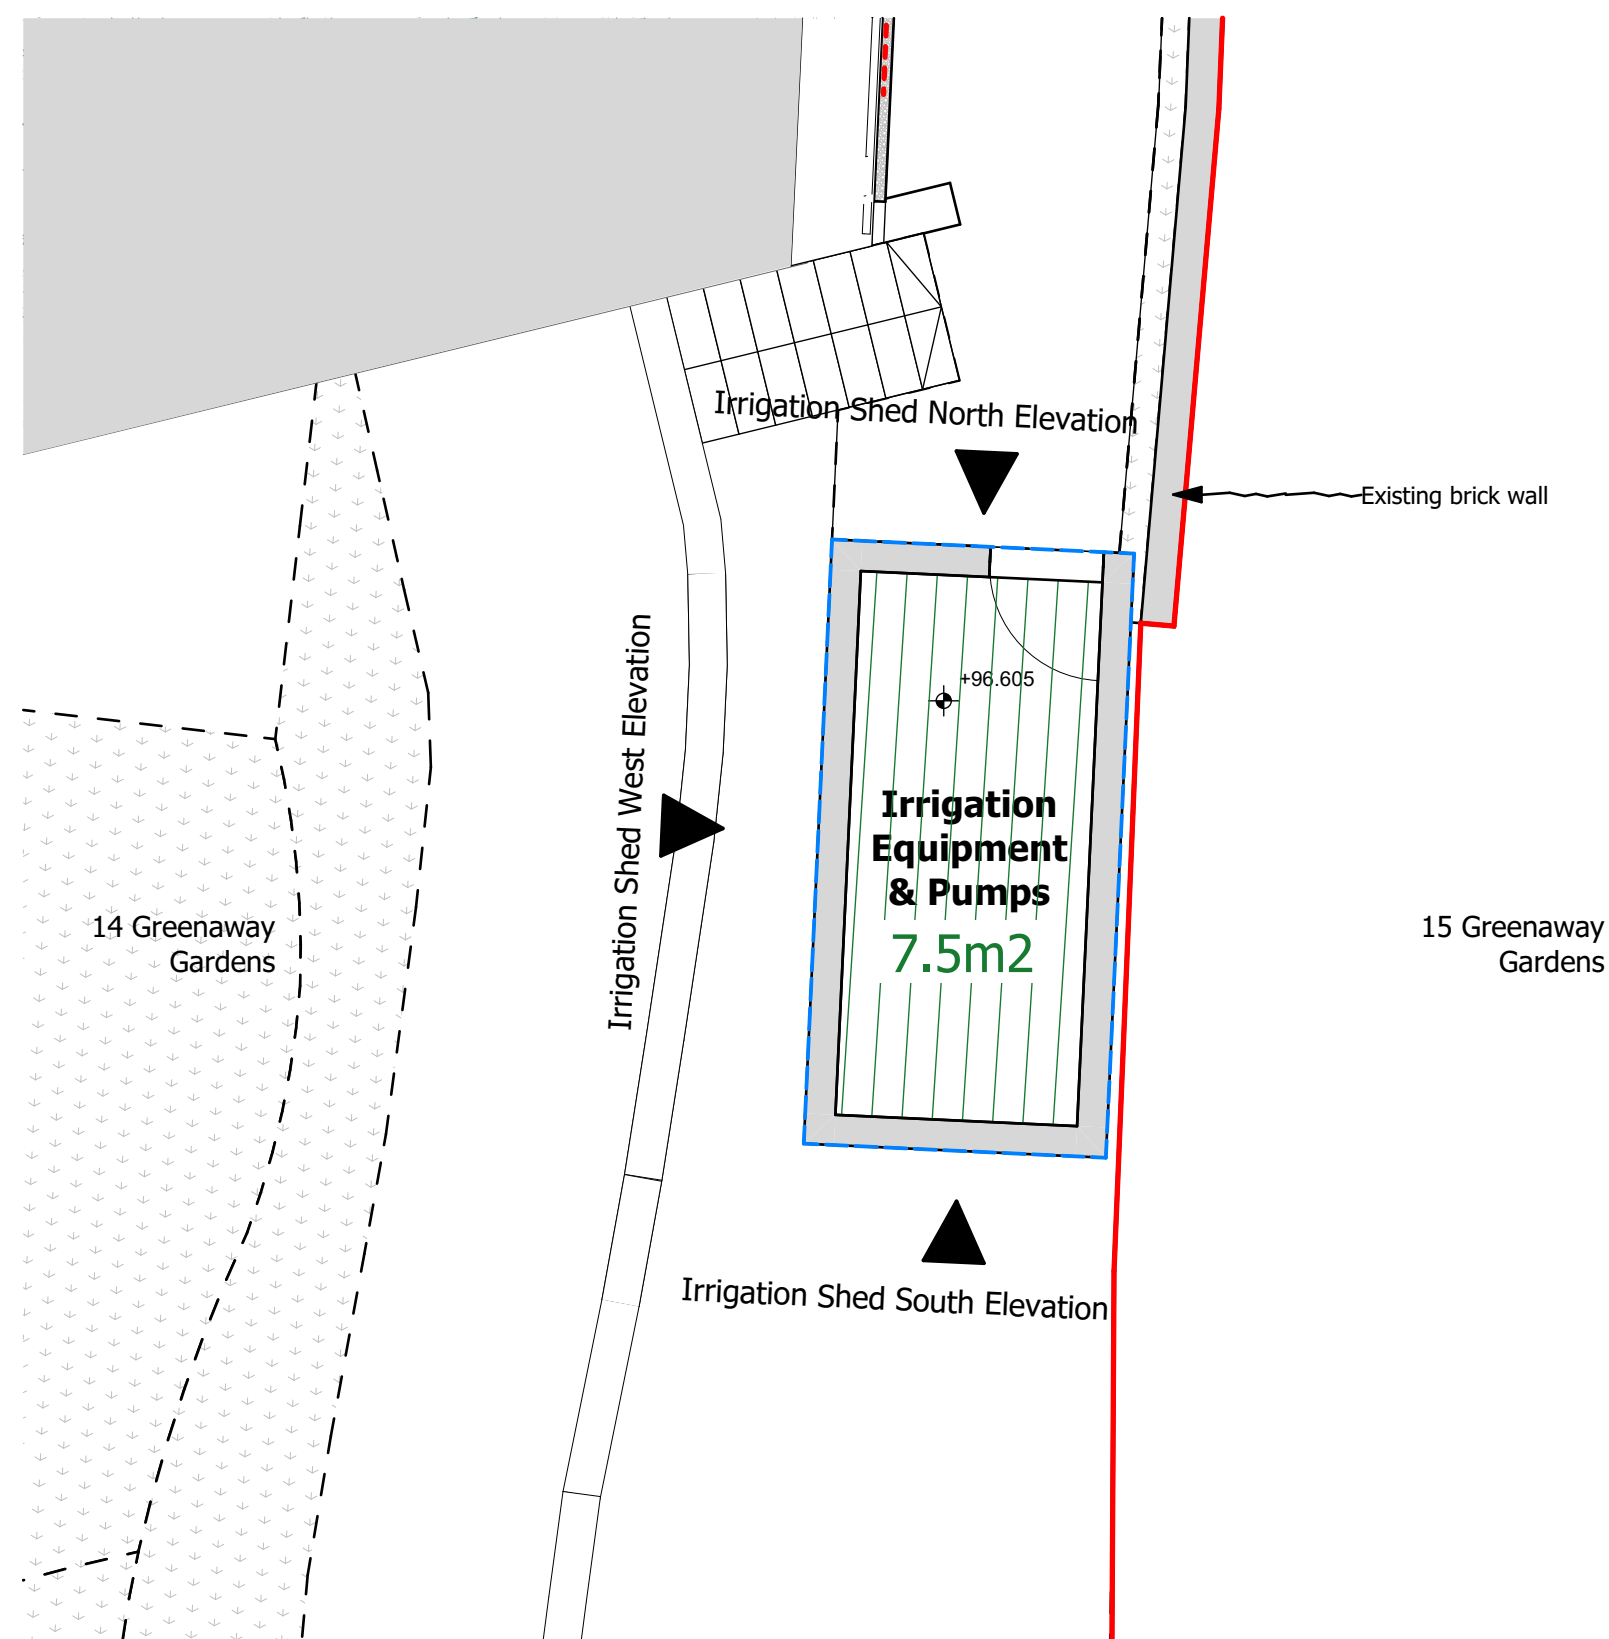 Irrigation Shed North Elevation
Existing brick wall
Irrigation Shed West Elevation
+96.605
Irrigation
Equipment
& Pumps
7.5m2
14 Greenaway
Gardens
15 Greenaway
Gardens
Irrigation Shed South Elevation